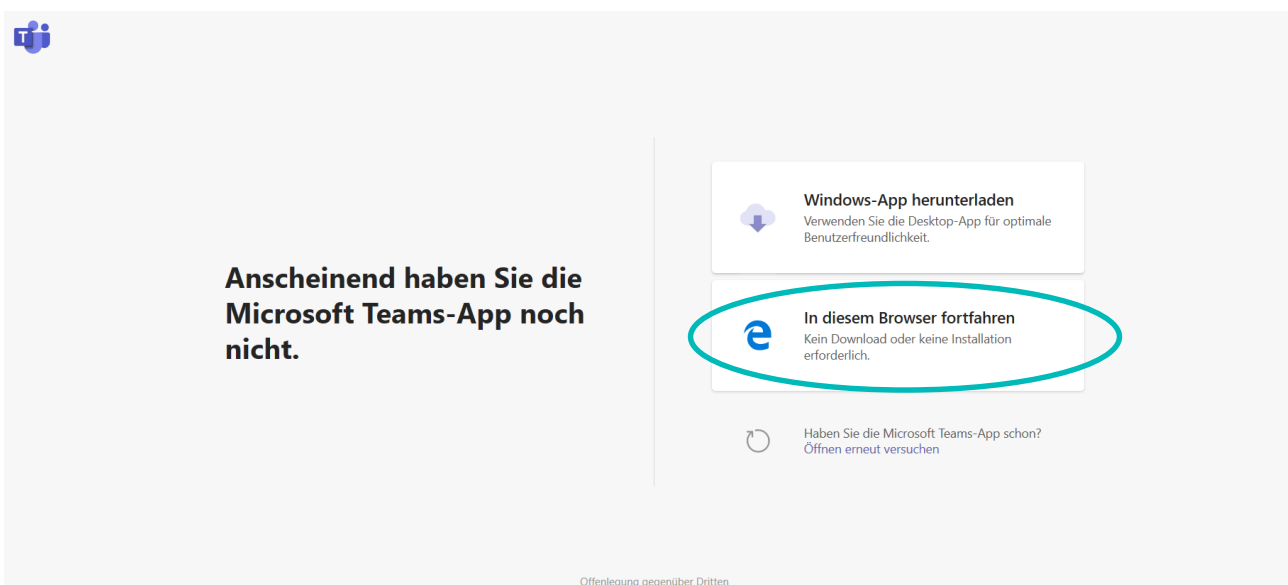 T
Anscheinend haben Sie die
Microsoft Teams-App noch
nicht.
Windows-App herunterladen
Verwenden Sie die Desktop-App für optimale
Benutzerfreundlichkeit.
In diesem Browser fortfahren
Kein Download oder keine Installation
erforderlich.
Haben Sie die Microsoft Teams-App schon?
Öffnen erneut versuchen
Offenlegung gegenüber Dritten